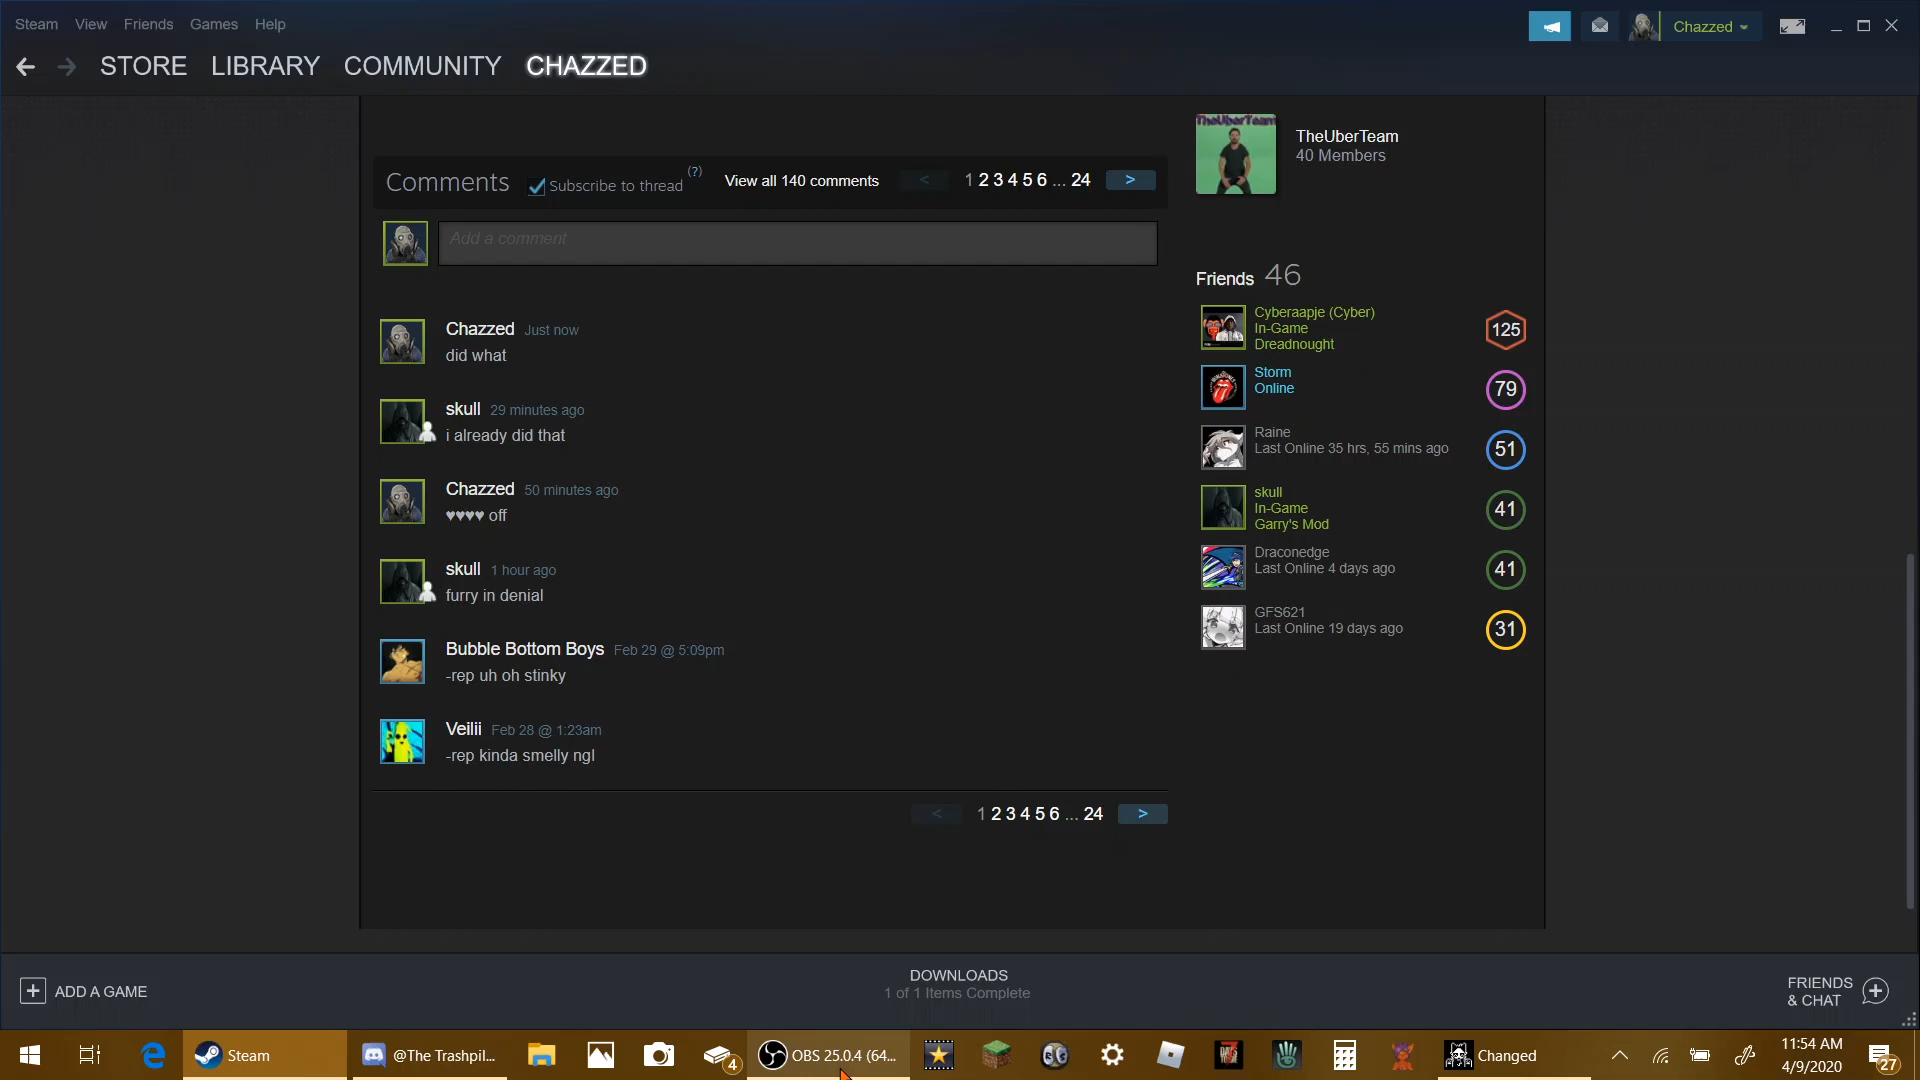 Steam View Friends Games Help
Chazzed
STORE LIBRARY COMMUNITY CHAZZED
TheUberTeam
TheUberTeam
40 Members
Comments Subscribe to thread (?) View all 140 comments < 1 2 3 4 5 6 ... 24 >
Add a comment
Friends 46
Chazzed Just now
did what
skull 29 minutes ago
i already did that
Chazzed 50 minutes ago
♥♥♥♥ off
skull 1 hour ago
furry in denial
Bubble Bottom Boys Feb 29 @ 5:09pm
-rep uh oh stinky
Veilii Feb 28 @ 1:23am
-rep kinda smelly ngl
< 1 2 3 4 5 6 ... 24 >
Cyberaapje (Cyber)
In-Game
Dreadnought
125
Storm
Online
79
Raine
Last Online 35 hrs, 55 mins ago
51
skull
In-Game
Garry's Mod
41
Draconedge
Last Online 4 days ago
41
GFS621
Last Online 19 days ago
31
+ ADD A GAME
DOWNLOADS
1 of 1 Items Complete
FRIENDS
& CHAT
Steam
@The Trashpil...
4
OBS 25.0.4 (64...
Changed
11:54 AM
4/9/2020
27